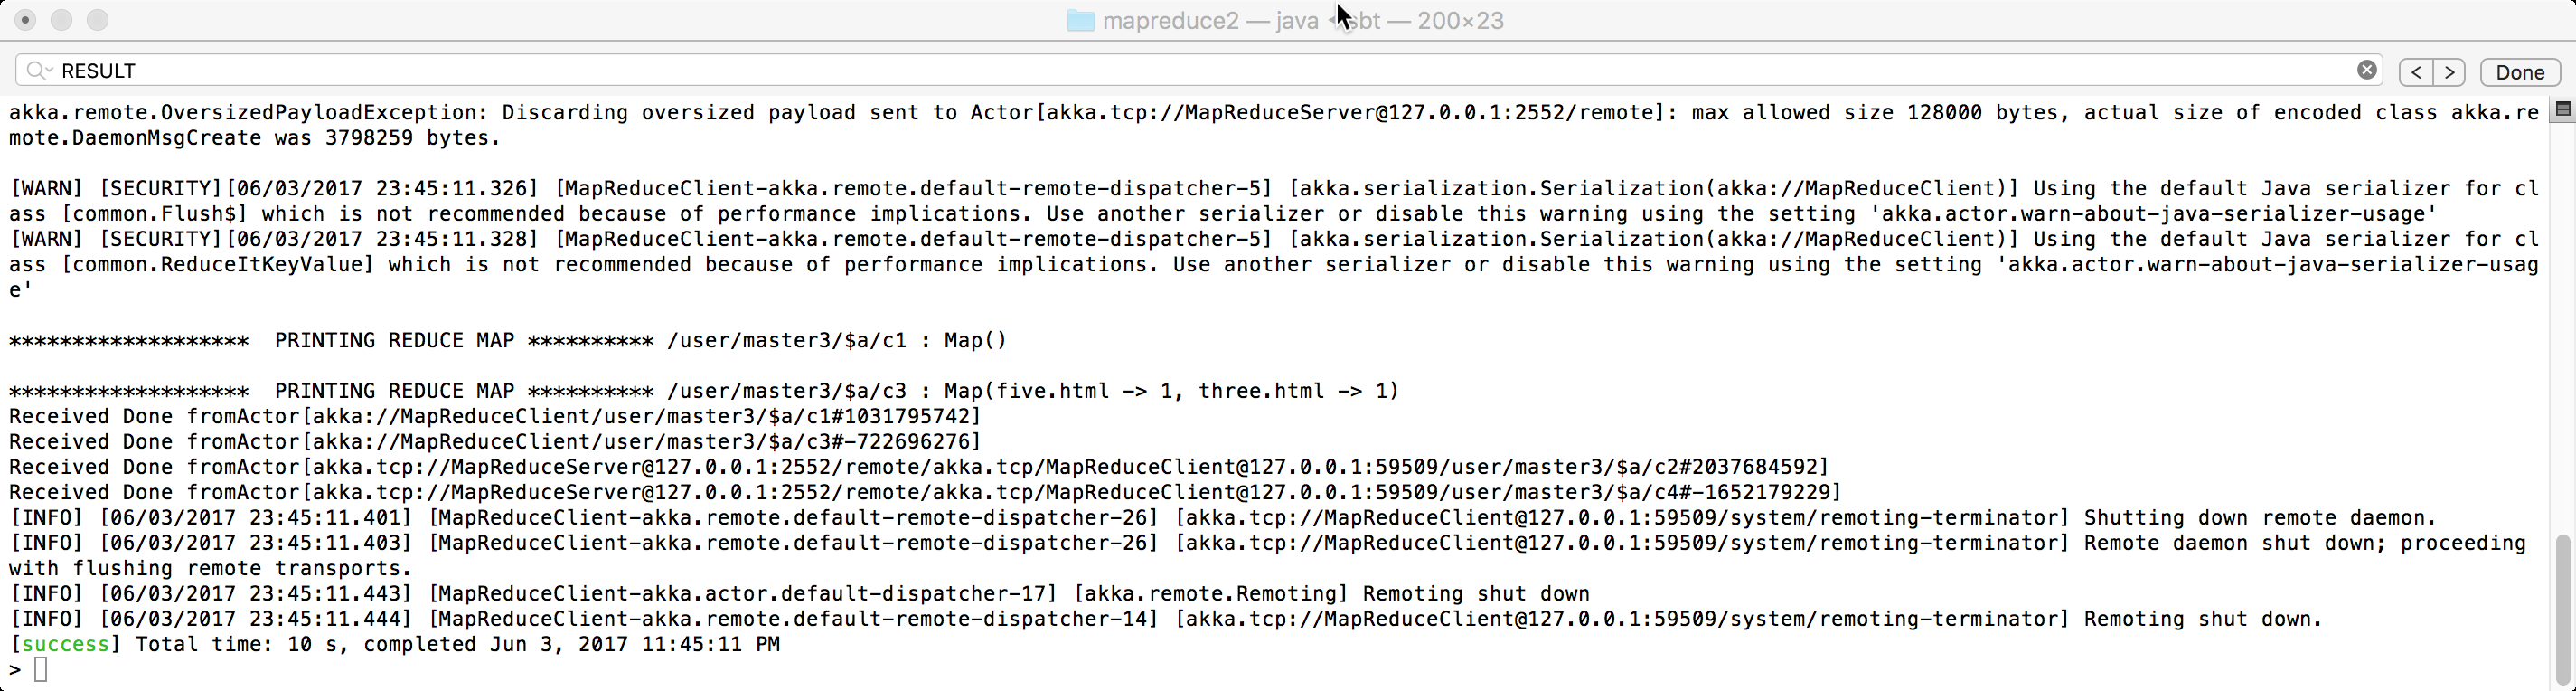 mapreduce2 — java sbt — 200×23
RESULT
< > Done
akka.remote.OversizedPayloadException: Discarding oversized payload sent to Actor[akka.tcp://MapReduceServer@127.0.0.1:2552/remote]: max allowed size 128000 bytes, actual size of encoded class akka.re
mote.DaemonMsgCreate was 3798259 bytes.
[WARN] [SECURITY][06/03/2017 23:45:11.326] [MapReduceClient-akka.remote.default-remote-dispatcher-5] [akka.serialization.Serialization(akka://MapReduceClient)] Using the default Java serializer for cl
ass [common.Flush$] which is not recommended because of performance implications. Use another serializer or disable this warning using the setting 'akka.actor.warn-about-java-serializer-usage'
[WARN] [SECURITY][06/03/2017 23:45:11.328] [MapReduceClient-akka.remote.default-remote-dispatcher-5] [akka.serialization.Serialization(akka://MapReduceClient)] Using the default Java serializer for cl
ass [common.ReduceItKeyValue] which is not recommended because of performance implications. Use another serializer or disable this warning using the setting 'akka.actor.warn-about-java-serializer-usag
e'
******************* PRINTING REDUCE MAP ********** /user/master3/$a/c1 : Map()
******************* PRINTING REDUCE MAP ********** /user/master3/$a/c3 : Map(five.html -> 1, three.html -> 1)
Received Done fromActor[akka://MapReduceClient/user/master3/$a/c1#1031795742]
Received Done fromActor[akka://MapReduceClient/user/master3/$a/c3#-722696276]
Received Done fromActor[akka.tcp://MapReduceServer@127.0.0.1:2552/remote/akka.tcp/MapReduceClient@127.0.0.1:59509/user/master3/$a/c2#2037684592]
Received Done fromActor[akka.tcp://MapReduceServer@127.0.0.1:2552/remote/akka.tcp/MapReduceClient@127.0.0.1:59509/user/master3/$a/c4#-1652179229]
[INFO] [06/03/2017 23:45:11.401] [MapReduceClient-akka.remote.default-remote-dispatcher-26] [akka.tcp://MapReduceClient@127.0.0.1:59509/system/remoting-terminator] Shutting down remote daemon.
[INFO] [06/03/2017 23:45:11.403] [MapReduceClient-akka.remote.default-remote-dispatcher-26] [akka.tcp://MapReduceClient@127.0.0.1:59509/system/remoting-terminator] Remote daemon shut down; proceeding
with flushing remote transports.
[INFO] [06/03/2017 23:45:11.443] [MapReduceClient-akka.actor.default-dispatcher-17] [akka.remote.Remoting] Remoting shut down
[INFO] [06/03/2017 23:45:11.444] [MapReduceClient-akka.remote.default-remote-dispatcher-14] [akka.tcp://MapReduceClient@127.0.0.1:59509/system/remoting-terminator] Remoting shut down.
[success] Total time: 10 s, completed Jun 3, 2017 11:45:11 PM
>